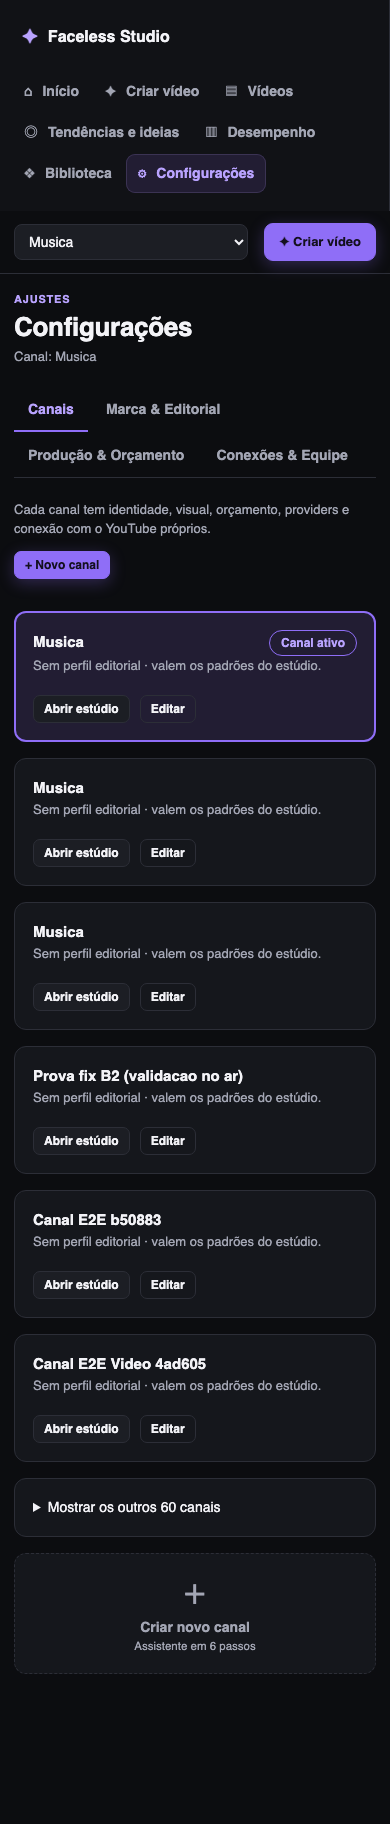 Faceless Studio
Início
Criar vídeo
Vídeos
Tendências e ideias
Desempenho
Biblioteca
Configurações
Musica
✦ Criar vídeo
AJUSTES
Configurações
Canal: Musica
Canais
Marca & Editorial
Produção & Orçamento
Conexões & Equipe
Cada canal tem identidade, visual, orçamento, providers e
conexão com o YouTube próprios.
+ Novo canal
Musica
Canal ativo
Sem perfil editorial · valem os padrões do estúdio.
Abrir estúdio
Editar
Musica
Sem perfil editorial · valem os padrões do estúdio.
Abrir estúdio
Editar
Musica
Sem perfil editorial · valem os padrões do estúdio.
Abrir estúdio
Editar
Prova fix B2 (validacao no ar)
Sem perfil editorial · valem os padrões do estúdio.
Abrir estúdio
Editar
Canal E2E b50883
Sem perfil editorial · valem os padrões do estúdio.
Abrir estúdio
Editar
Canal E2E Video 4ad605
Sem perfil editorial · valem os padrões do estúdio.
Abrir estúdio
Editar
Mostrar os outros 60 canais
+
Criar novo canal
Assistente em 6 passos